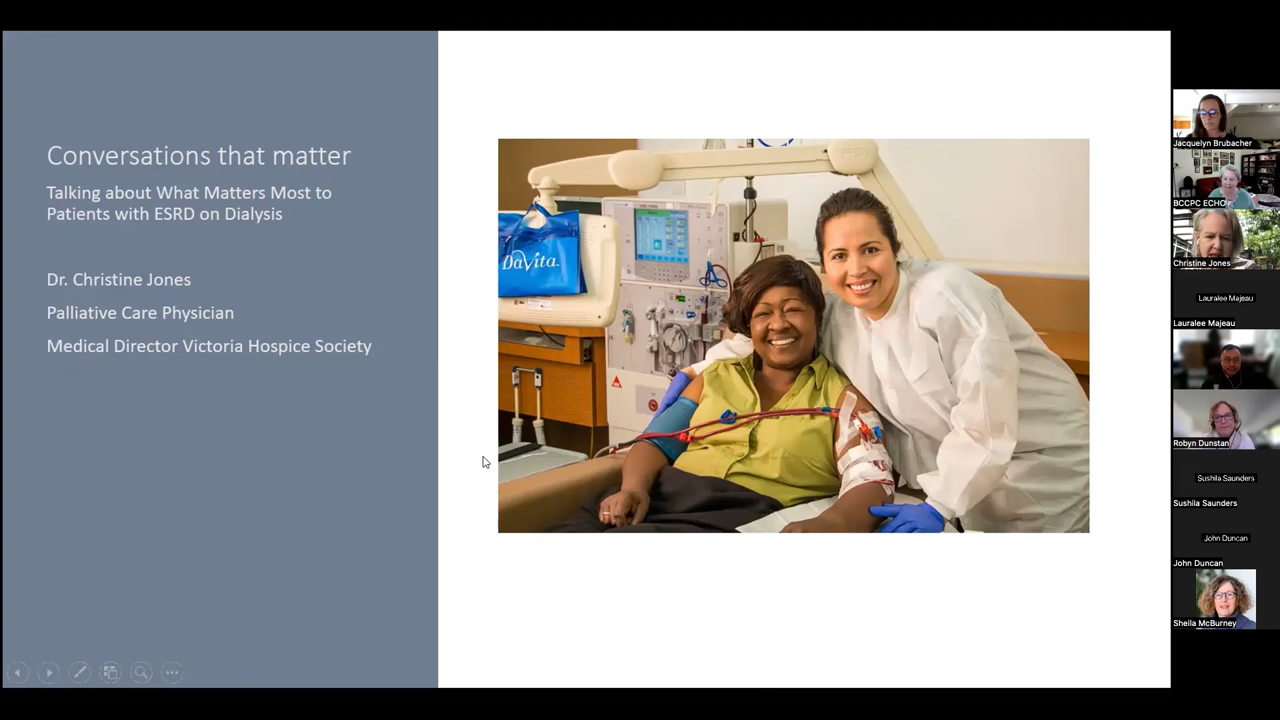 Conversations that matter
Talking about What Matters Most to
Patients with ESRD on Dialysis
Dr. Christine Jones
Palliative Care Physician
Medical Director Victoria Hospice Society
DaVita.
Jacquelyn Brubacher
BCCPC ECHO
Christine Jones
Lauralee Majeau
Lauralee Majeau
Robyn Dunstan
Sushila Saunders
Sushila Saunders
John Duncan
John Duncan
Sheila McBurney